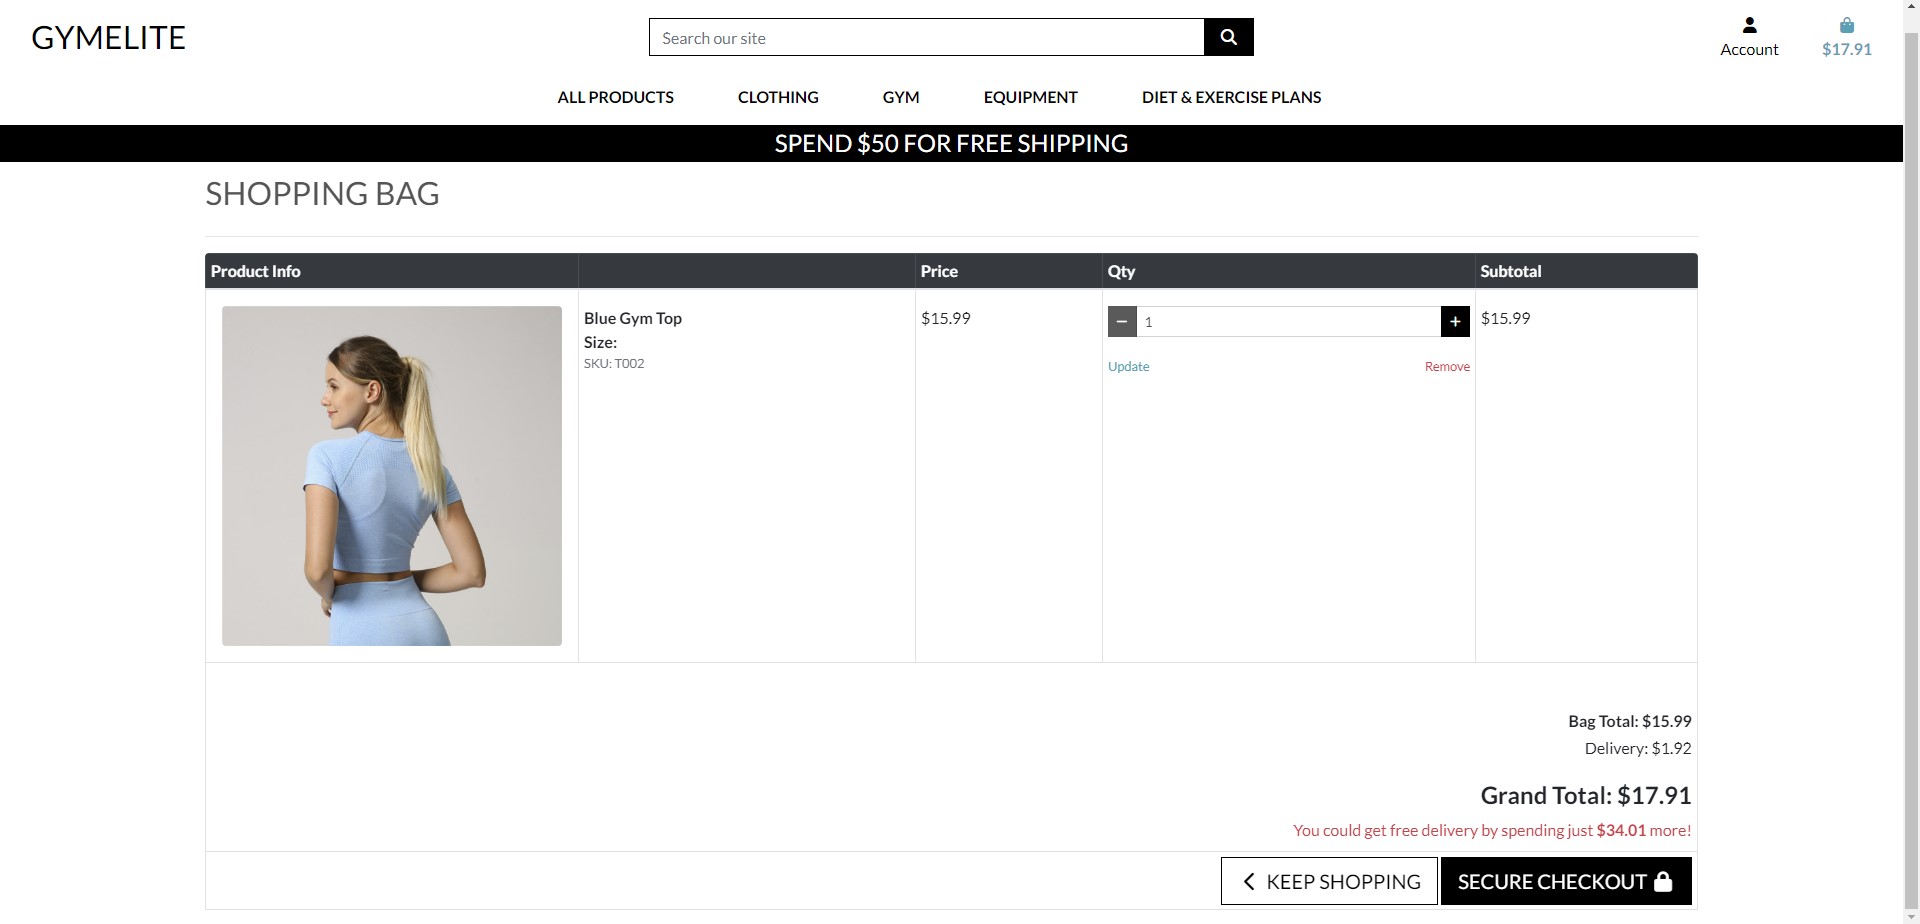 GYMELITE
Search our site
Account
$17.91
ALL PRODUCTS CLOTHING GYM EQUIPMENT DIET & EXERCISE PLANS
SPEND $50 FOR FREE SHIPPING
SHOPPING BAG
Product Info Price Qty Subtotal
Blue Gym Top $15.99 1 $15.99
Size:
SKU: T002
Update Remove
Bag Total: $15.99
Delivery: $1.92
Grand Total: $17.91
You could get free delivery by spending just $34.01 more!
KEEP SHOPPING SECURE CHECKOUT